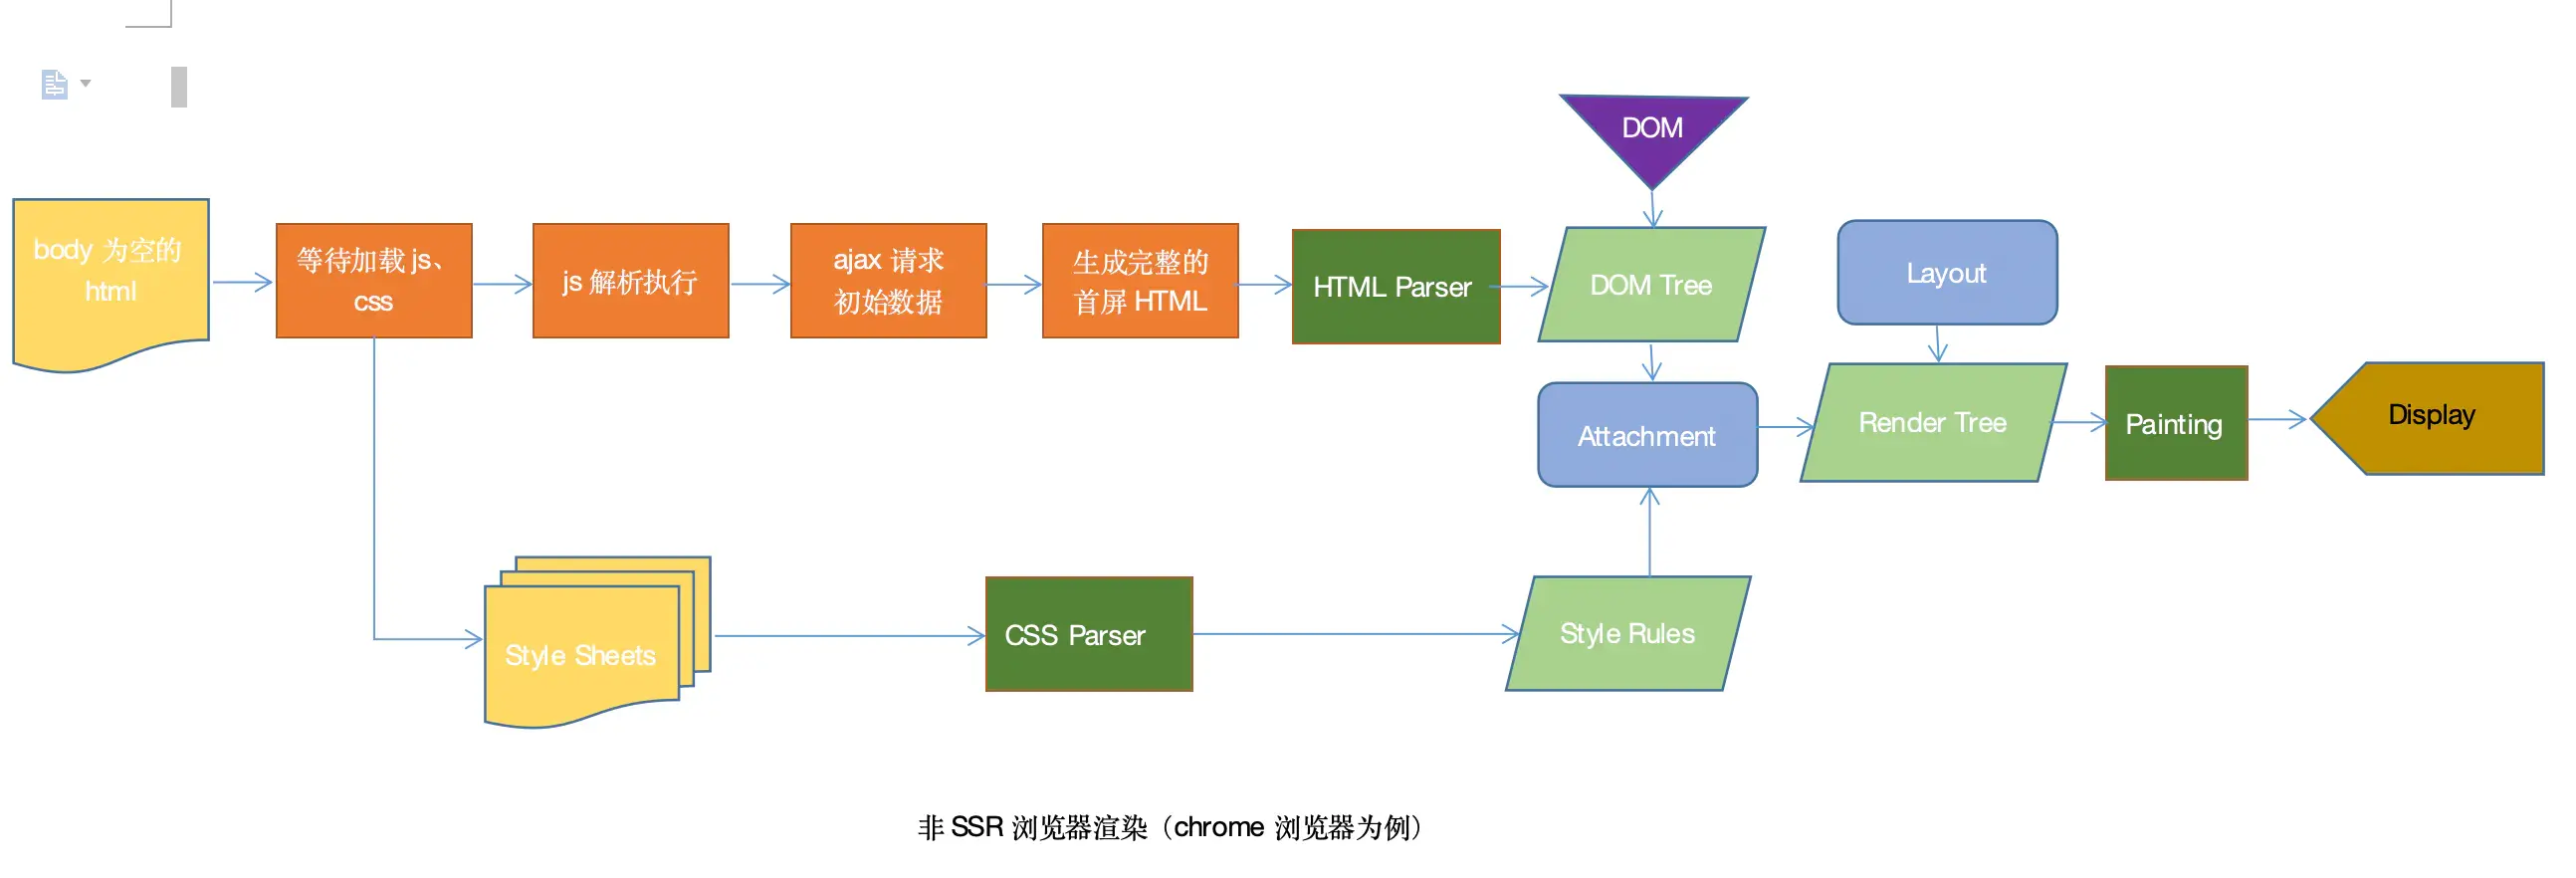 DOM
body 为空的
html
等待加载 js、
css
js 解析执行
ajax 请求
初始数据
生成完整的
首屏 HTML
HTML Parser
DOM Tree
Layout
Attachment
Render Tree
Painting
Display
Style Sheets
CSS Parser
Style Rules
非 SSR 浏览器渲染（chrome 浏览器为例）